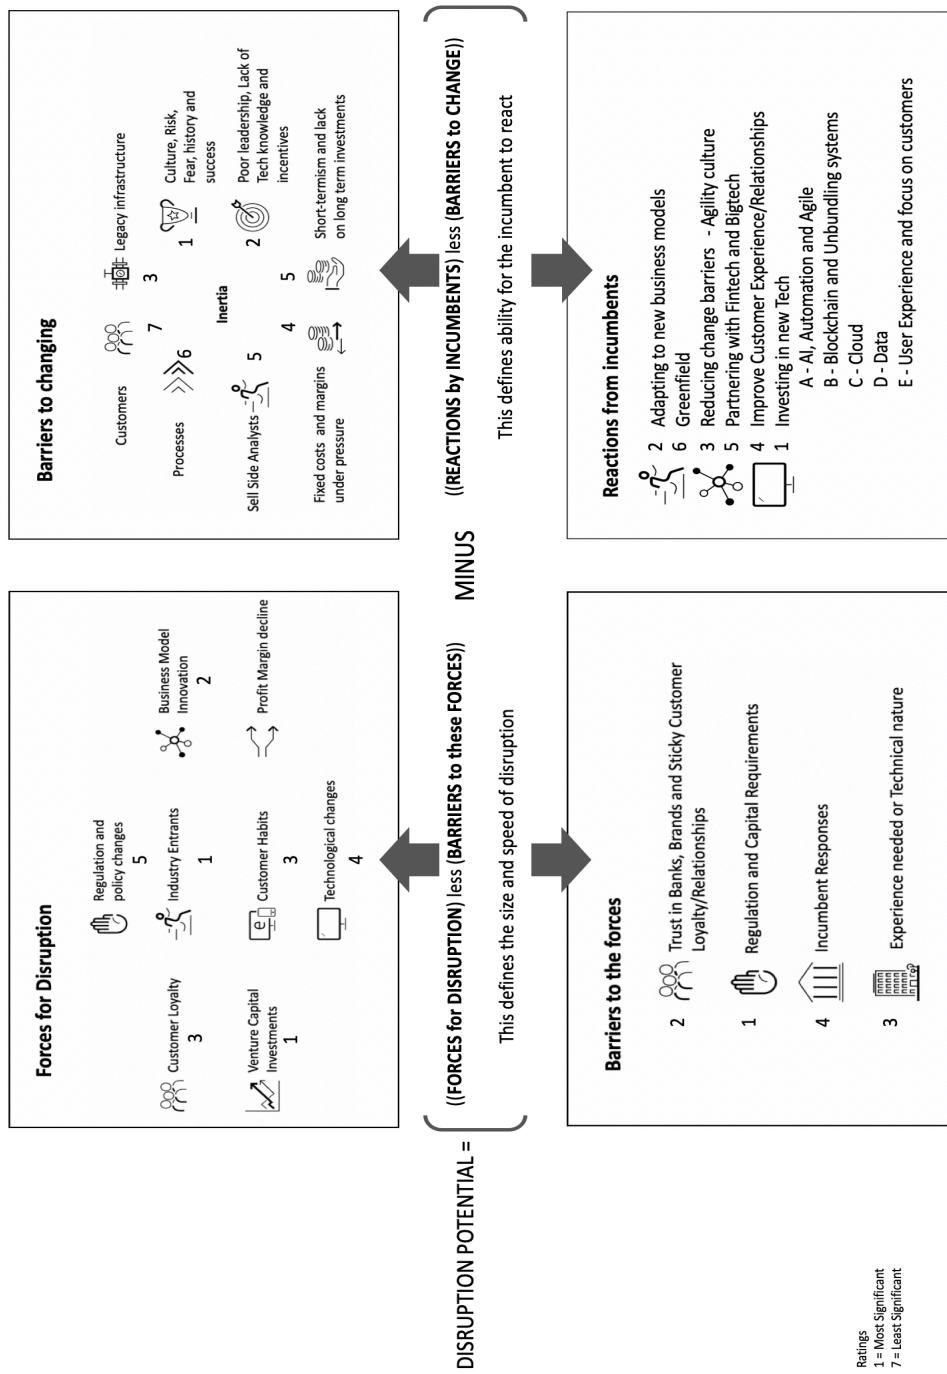 Forces for Disruption
Customer Loyalty
3
Venture Capital
Investments
1
Regulation and
policy changes
5
Industry Entrants
1
e
Customer Habits
3
Technological changes
4
Business Model
Innovation
2
Profit Margin decline
Barriers to changing
Customers
7
Processes
6
Sell Side Analysts
5
Fixed costs and margins
under pressure
4
Inertia
Legacy infrastructure
3
Culture, Risk,
Fear, history and
success
1
Poor leadership, Lack of
Tech knowledge and
incentives
2
Short-termism and lack
on long term investments
5
DISRUPTION POTENTIAL =
((FORCES for DISRUPTION) less (BARRIERS to these FORCES))
This defines the size and speed of disruption
MINUS
((REACTIONS by INCUMBENTS) less (BARRIERS to CHANGE))
This defines ability for the incumbent to react
Barriers to the forces
2 Trust in Banks, Brands and Sticky Customer
Loyalty/Relationships
1 Regulation and Capital Requirements
4 Incumbent Responses
3 Experience needed or Technical nature
Reactions from incumbents
2 Adapting to new business models
6 Greenfield
3 Reducing change barriers - Agility culture
5 Partnering with Fintech and Bigtech
4 Improve Customer Experience/Relationships
1 Investing in new Tech
A - AI, Automation and Agile
B - Blockchain and Unbundling systems
C - Cloud
D - Data
E - User Experience and focus on customers
Ratings
1 = Most Significant
7 = Least Significant